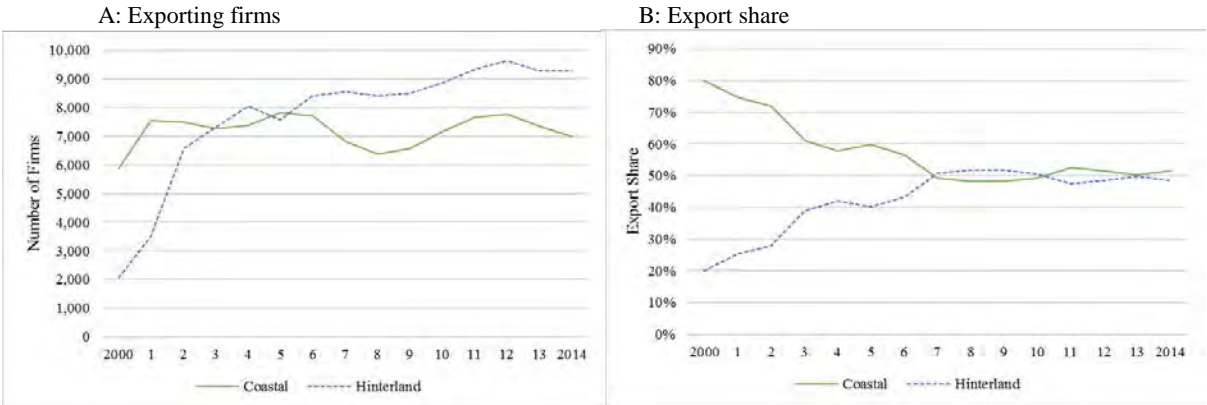 A: Exporting firms
B: Export share
10,000
9,000
8,000
7,000
6,000
5,000
4,000
3,000
2,000
1,000
0
Number of Firms
2000 1 2 3 4 5 6 7 8 9 10 11 12 13 2014
Coastal Hinterland
90%
80%
70%
60%
50%
40%
30%
20%
10%
0%
Export Share
2000 1 2 3 4 5 6 7 8 9 10 11 12 13 2014
Coastal Hinterland